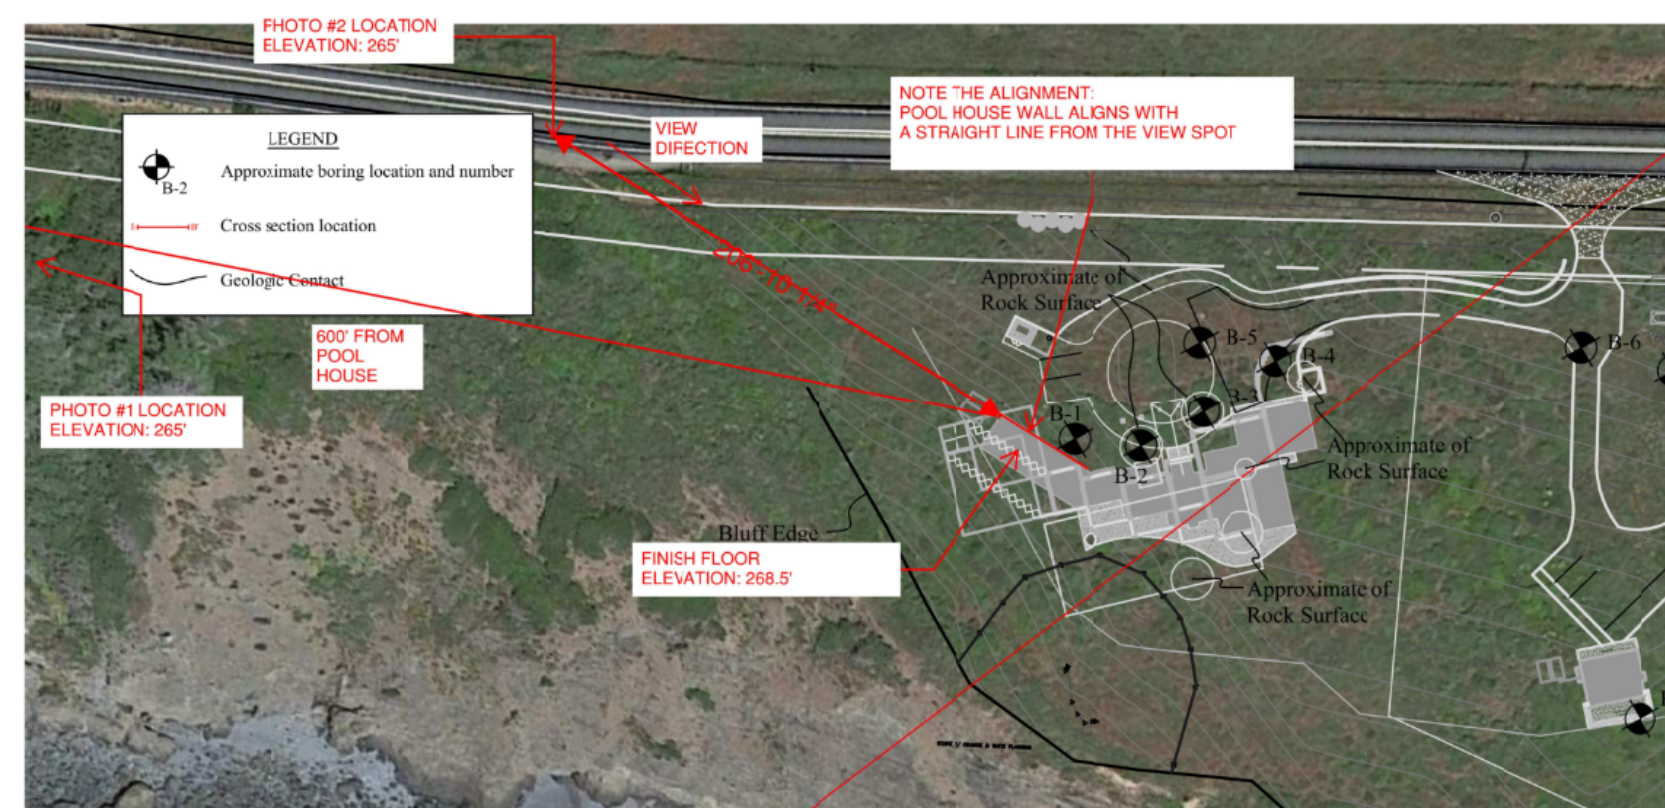 PHOTO #2 LOCATION
ELEVATION: 265'
NOTE THE ALIGNMENT:
POOL HOUSE WALL ALIGNS WITH
A STRAIGHT LINE FROM THE VIEW SPOT
VIEW
DIRECTION
LEGEND
Approximate boring location and number
B-2
Cross section location
Geologic Contact
206'-10 1/4"
Approximate of
Rock Surface
600' FROM
POOL
HOUSE
PHOTO #1 LOCATION
ELEVATION: 265'
B-5
B-4
B-6
B-3
B-1
B-2
Approximate of
Rock Surface
Bluff Edge
FINISH FLOOR
ELEVATION: 268.5'
Approximate of
Rock Surface